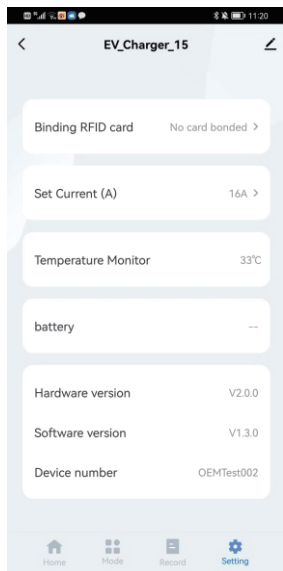 11:20
EV_Charger_15
Binding RFID card No card bonded >
Set Current (A) 16A >
Temperature Monitor 33℃
battery --
Hardware version V2.0.0
Software version V1.3.0
Device number OEMTest002
Home Mode Record Setting